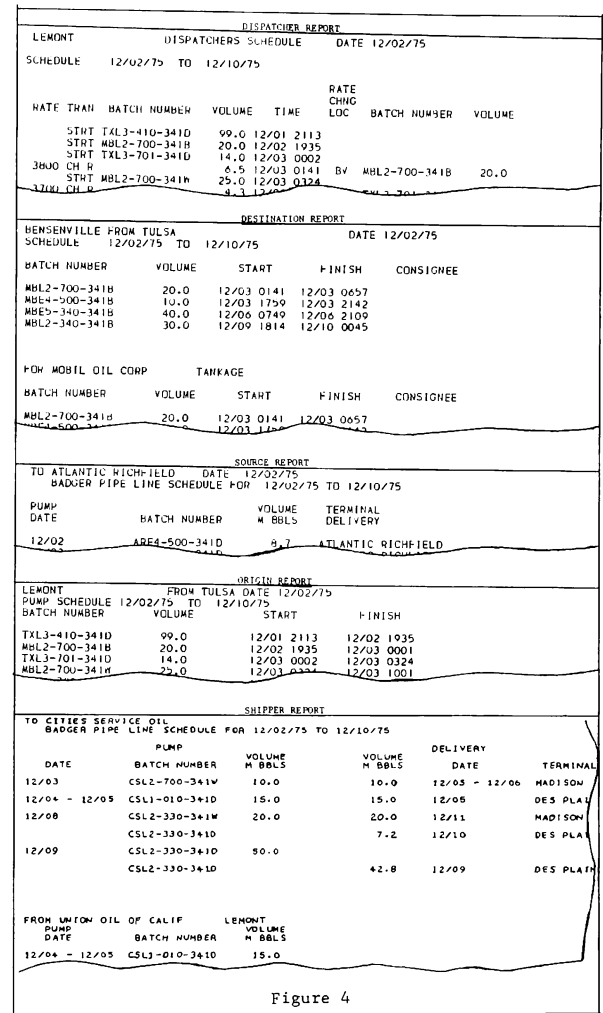 DISPATCHER REPORT
LEMONT DISPATCHERS SCHEDULE DATE 12/02/75
SCHEDULE 12/02/75 TO 12/10/75
RATE
CHNG
RATE TRAN BATCH NUMBER VOLUME TIME LOC BATCH NUMBER VOLUME
STRT TXL3-410-341D 99.0 12/01 2113
STRT MBL2-700-341B 20.0 12/02 1935
STRT TXL3-701-341D 14.0 12/03 0002
3800 CH R 6.5 12/03 0141 BV MBL2-700-341B 20.0
STRT MBL2-700-341W 25.0 12/03 0324
3700 CH R 4.3
DESTINATION REPORT
BENSENVILLE FROM TULSA DATE 12/02/75
SCHEDULE 12/02/75 TO 12/10/75
BATCH NUMBER VOLUME START FINISH CONSIGNEE
MBL2-700-341B 20.0 12/03 0141 12/03 0657
MBE4-500-341B 10.0 12/03 1759 12/03 2142
MBE5-340-341B 40.0 12/06 0749 12/06 2109
MBL2-340-341B 30.0 12/09 1814 12/10 0045
FOR MOBIL OIL CORP TANKAGE
BATCH NUMBER VOLUME START FINISH CONSIGNEE
MBL2-700-341B 20.0 12/03 0141 12/03 0657
12/03
SOURCE REPORT
TO ATLANTIC RICHFIELD DATE 12/02/75
BADGER PIPE LINE SCHEDULE FOR 12/02/75 TO 12/10/75
PUMP VOLUME TERMINAL
DATE BATCH NUMBER M BBLS DELIVERY
12/02 ARE4-500-341D 8.7 ATLANTIC RICHFIELD
ORIGIN REPORT
LEMONT FROM TULSA DATE 12/02/75
PUMP SCHEDULE 12/02/75 TO 12/10/75
BATCH NUMBER VOLUME START FINISH
TXL3-410-341D 99.0 12/01 2113 12/02 1935
MBL2-700-341B 20.0 12/02 1935 12/03 0001
TXL3-701-341D 14.0 12/03 0002 12/03 0324
MBL2-700-341W 25.0 12/03 0324 12/03 1001
SHIPPER REPORT
TO CITIES SERVICE OIL
BADGER PIPE LINE SCHEDULE FOR 12/02/75 TO 12/10/75
PUMP DELIVERY
VOLUME VOLUME
DATE BATCH NUMBER M BBLS M BBLS DATE TERMINAL
12/03 CSL2-700-341W 10.0 10.0 12/05 - 12/06 MADISON
12/04 - 12/05 CSL1-010-341D 15.0 15.0 12/05 DES PLAI
12/08 CSL2-330-341W 20.0 20.0 12/11 MADISON
CSL2-330-341D 7.2 12/10 DES PLAI
12/09 CSL2-330-341D 50.0
CSL2-330-341D 42.8 12/09 DES PLAIN
FROM UNION OIL OF CALIF LEMONT
PUMP VOLUME
DATE BATCH NUMBER M BBLS
12/04 - 12/05 CSL1-010-341D 15.0
Figure 4